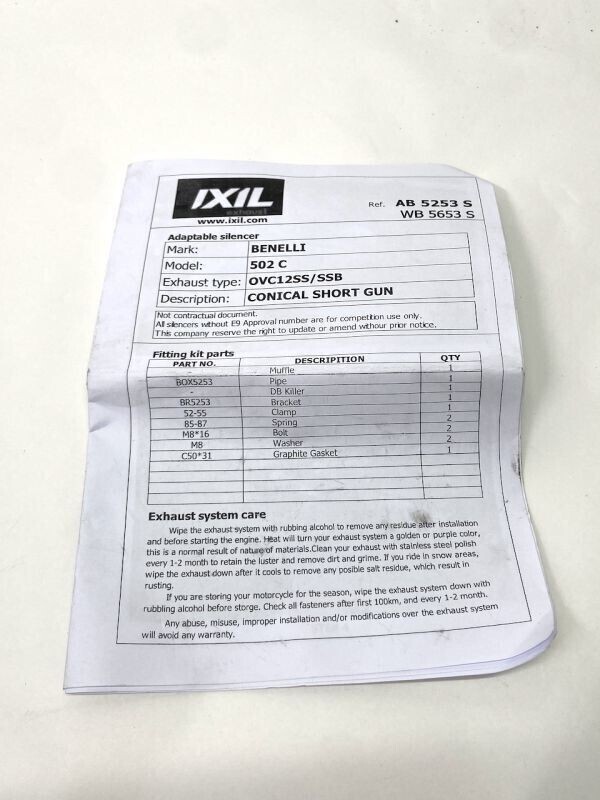 IXIL
exhaust
www.ixil.com
Ref. AB 5253 S
WB 5653 S
Adaptable silencer
Mark: BENELLI
Model: 502 C
Exhaust type: OVC12SS/SSB
Description: CONICAL SHORT GUN
Not contractual document.
All silencers without E9 Approval number are for competition use only.
This company reserve the right to update or amend withour prior notice.
Fitting kit parts
PART NO. DESCRIPITION QTY
- Muffle 1
BOX5253 Pipe 1
- DB Killer 1
BR5253 Bracket 1
52-55 Clamp 1
85-87 Spring 2
M8*16 Bolt 2
M8 Washer 2
C50*31 Graphite Gasket 1
Exhaust system care
Wipe the exhaust system with rubbing alcohol to remove any residue after installation
and before starting the engine. Heat will turn your exhaust system a golden or purple color,
this is a normal result of nature of materials.Clean your exhaust with stainless steel polish
every 1-2 month to retain the luster and remove dirt and grime. If you ride in snow areas,
wipe the exhaust down after it cools to remove any posible salt residue, which result in
rusting.
If you are storing your motorcycle for the season, wipe the exhaust system down with
rubbling alcohol before storge. Check all fasteners after first 100km, and every 1-2 month.
Any abuse, misuse, improper installation and/or modifications over the exhaust system
will avoid any warranty.